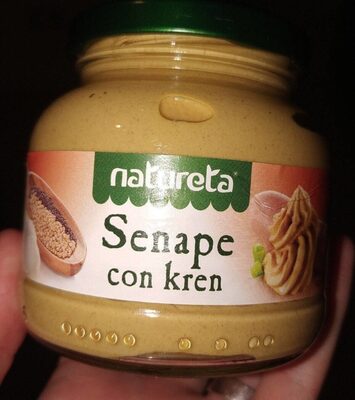 natureta
Senape
con kren